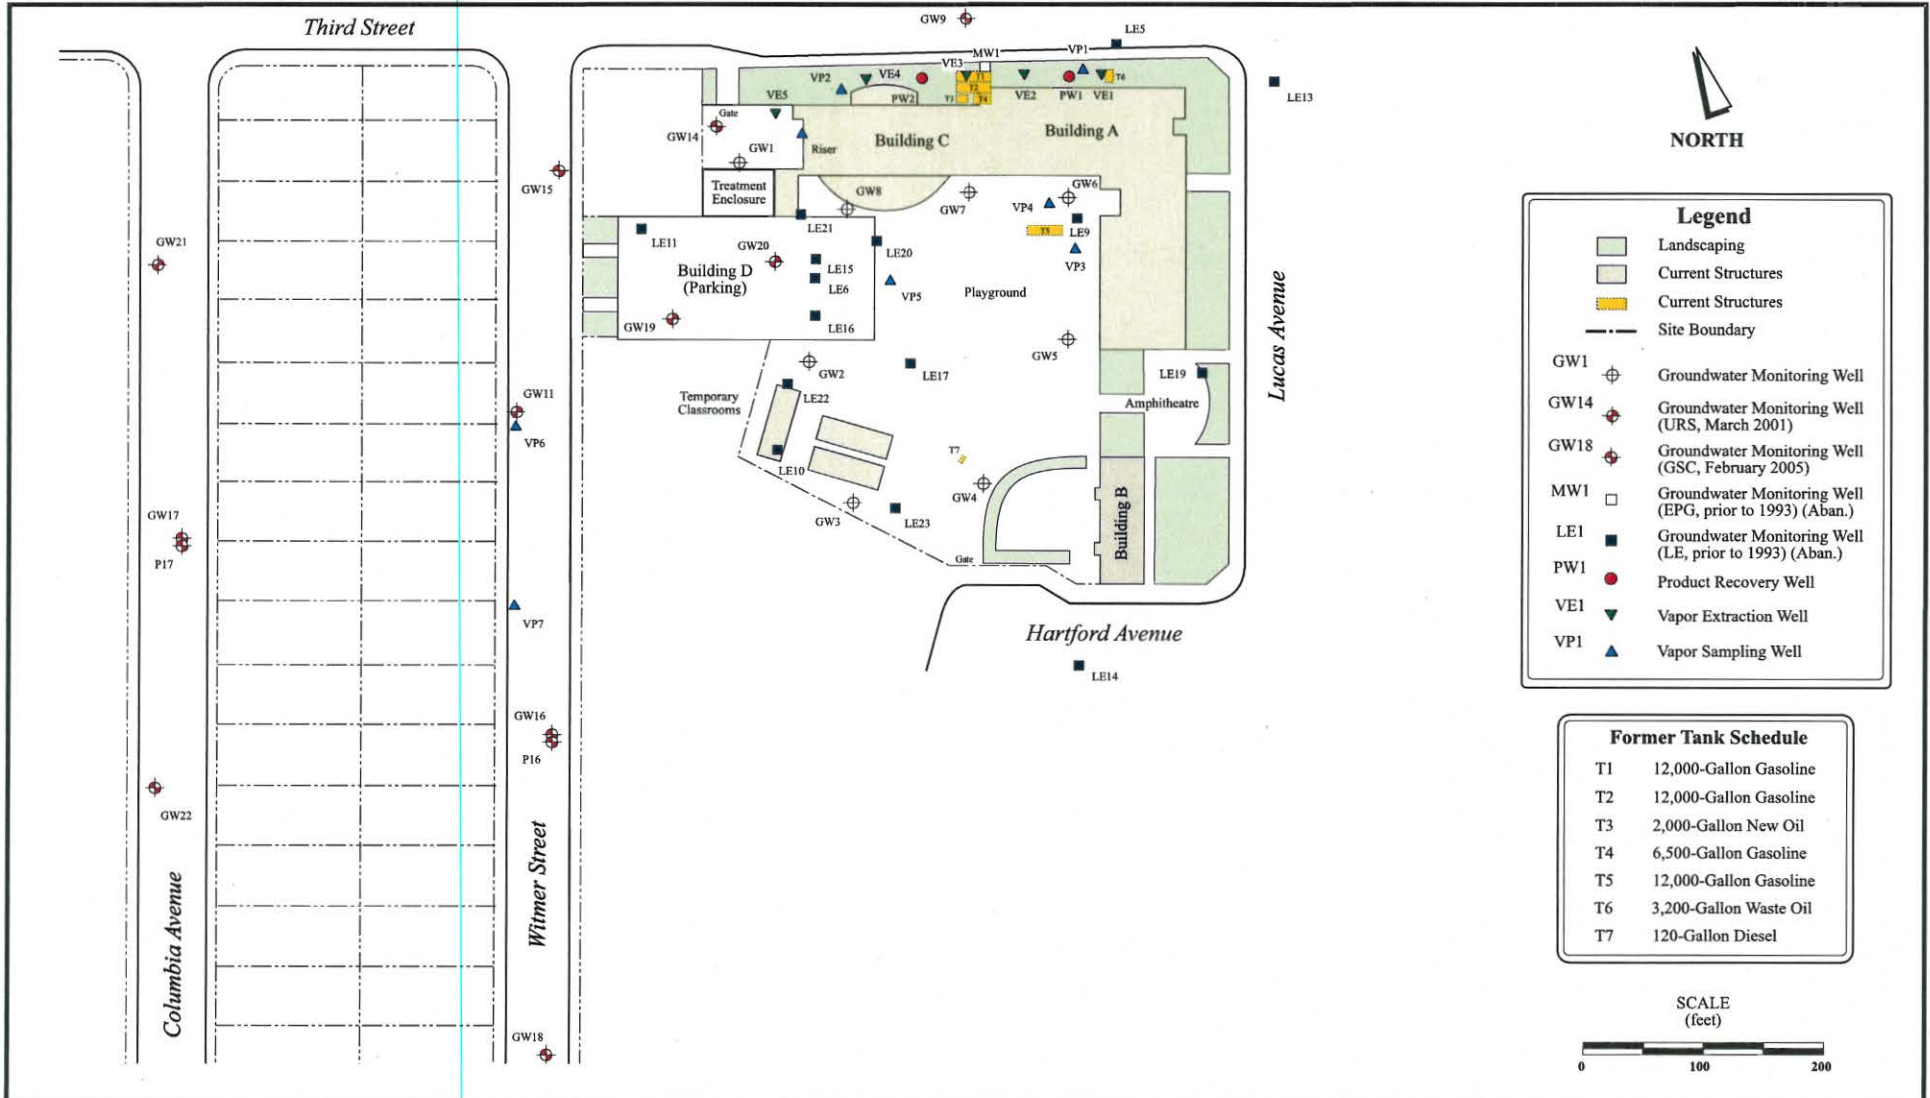 Third Street
GW9
LE5
MW1
VP1
VE3
VP2
VE4
T1
T6
T2
LE13
VE5
PW2
T3
T4
VE2
PW1
VE1
Gate
GW14
Building C
Building A
NORTH
GW1
Riser
GW15
Treatment
Enclosure
GW8
GW6
GW7
VP4
Legend
LE21
LE9
T5
GW21
LE11
GW20
LE20
Landscaping
LE15
VP3
Building D
(Parking)
LE6
VP5
Playground
Current Structures
Current Structures
GW19
LE16
Site Boundary
Lucas Avenue
GW5
GW1
Groundwater Monitoring Well
GW2
LE17
LE19
GW11
Temporary
Classrooms
LE22
Amphitheatre
GW14
Groundwater Monitoring Well
(URS, March 2001)
VP6
T7
GW18
Groundwater Monitoring Well
(GSC, February 2005)
LE10
GW4
MW1
Groundwater Monitoring Well
(EPG, prior to 1993) (Aban.)
GW17
GW3
LE23
Building B
LE1
Groundwater Monitoring Well
(LE, prior to 1993) (Aban.)
P17
Gate
PW1
Product Recovery Well
VP7
VE1
Vapor Extraction Well
Hartford Avenue
VP1
Vapor Sampling Well
LE14
GW16
P16
Former Tank Schedule
T1 12,000-Gallon Gasoline
T2 12,000-Gallon Gasoline
T3 2,000-Gallon New Oil
T4 6,500-Gallon Gasoline
T5 12,000-Gallon Gasoline
T6 3,200-Gallon Waste Oil
T7 120-Gallon Diesel
GW22
Columbia Avenue
Witmer Street
GW18
SCALE
(feet)
0 100 200